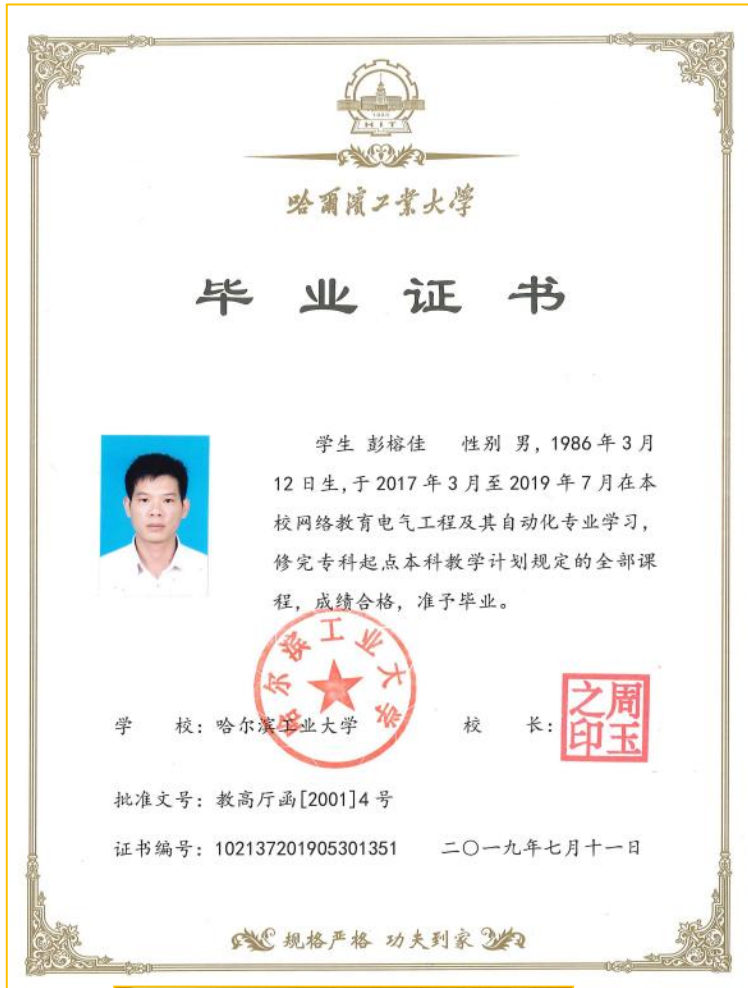 1920
HIT
哈爾濱工業大學
毕业证书
学生 彭榕佳 性别 男, 1986 年 3 月
12 日生, 于 2017 年 3 月至 2019 年 7 月在本
校网络教育电气工程及其自动化专业学习,
修完专科起点本科教学计划规定的全部课
程, 成绩合格, 准予毕业。
哈尔滨工业大学
学 校: 哈尔滨工业大学 校 长: 周玉之印
批准文号: 教高厅函[2001]4 号
证书编号: 102137201905301351 二〇一九年七月十一日
规格严格 功夫到家